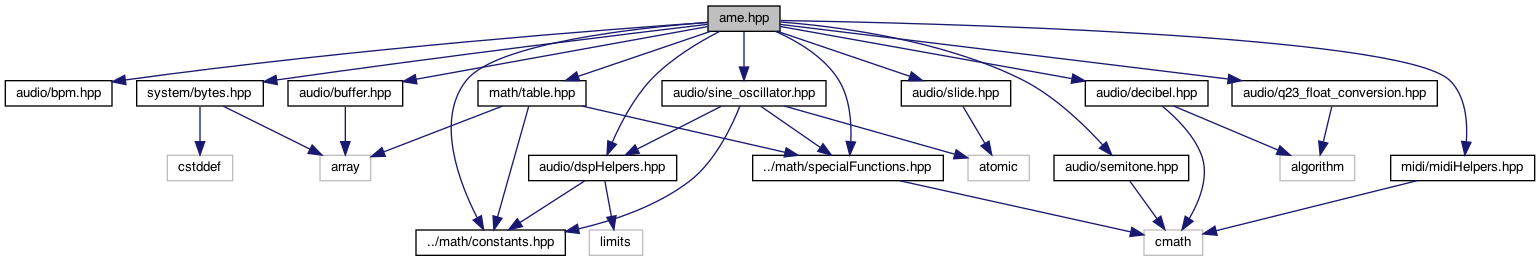 ame.hpp
audio/bpm.hpp
system/bytes.hpp
audio/buffer.hpp
math/table.hpp
audio/sine_oscillator.hpp
audio/slide.hpp
audio/decibel.hpp
audio/q23_float_conversion.hpp
cstddef
array
audio/dspHelpers.hpp
../math/specialFunctions.hpp
atomic
audio/semitone.hpp
algorithm
midi/midiHelpers.hpp
../math/constants.hpp
limits
cmath